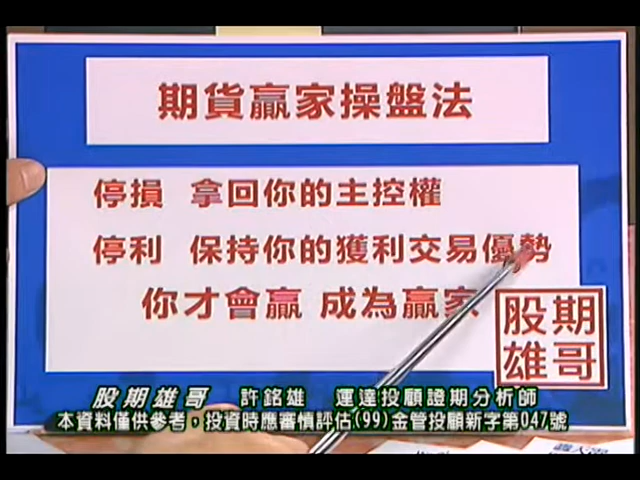 期貨贏家操盤法
停損 拿回你的主控權
停利 保持你的獲利交易優勢
你才會贏 成為贏家
股期
雄哥
股期雄哥 許銘雄 運達投顧證期分析師
本資料僅供參考,投資時應審慎評估(99)金管投顧新字第047號